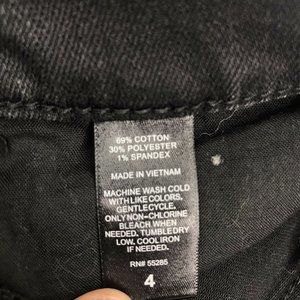 69% COTTON
30% POLYESTER
1% SPANDEX
MADE IN VIETNAM
MACHINE WASH COLD
WITH LIKE COLORS,
GENTLE CYCLE.
ONLY NON-CHLORINE
BLEACH WHEN
NEEDED. TUMBLE DRY
LOW. COOL IRON
IF NEEDED.
RN# 55285
4